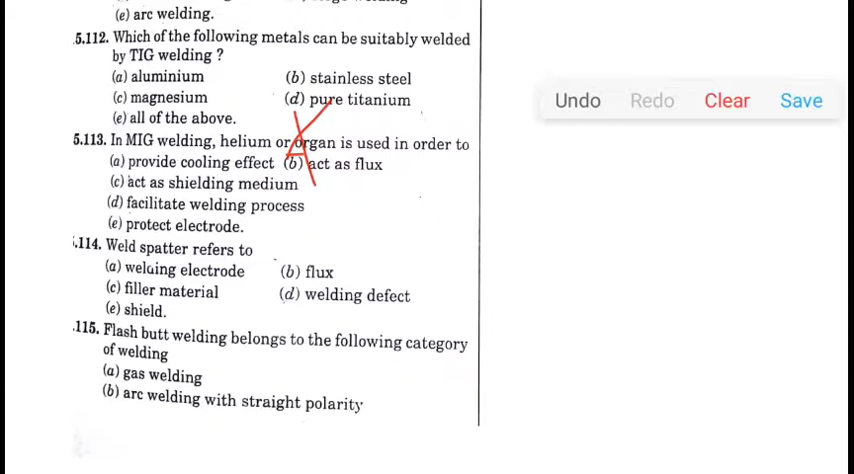 (e) arc welding.
5.112. Which of the following metals can be suitably welded
by TIG welding ?
(a) aluminium (b) stainless steel
(c) magnesium (d) pure titanium
(e) all of the above.
5.113. In MIG welding, helium or organ is used in order to
(a) provide cooling effect (b) act as flux
(c) act as shielding medium
(d) facilitate welding process
(e) protect electrode.
.114. Weld spatter refers to
(a) welding electrode (b) flux
(c) filler material (d) welding defect
(e) shield.
.115. Flash butt welding belongs to the following category
of welding
(a) gas welding
(b) arc welding with straight polarity
A
Undo Redo Clear Save